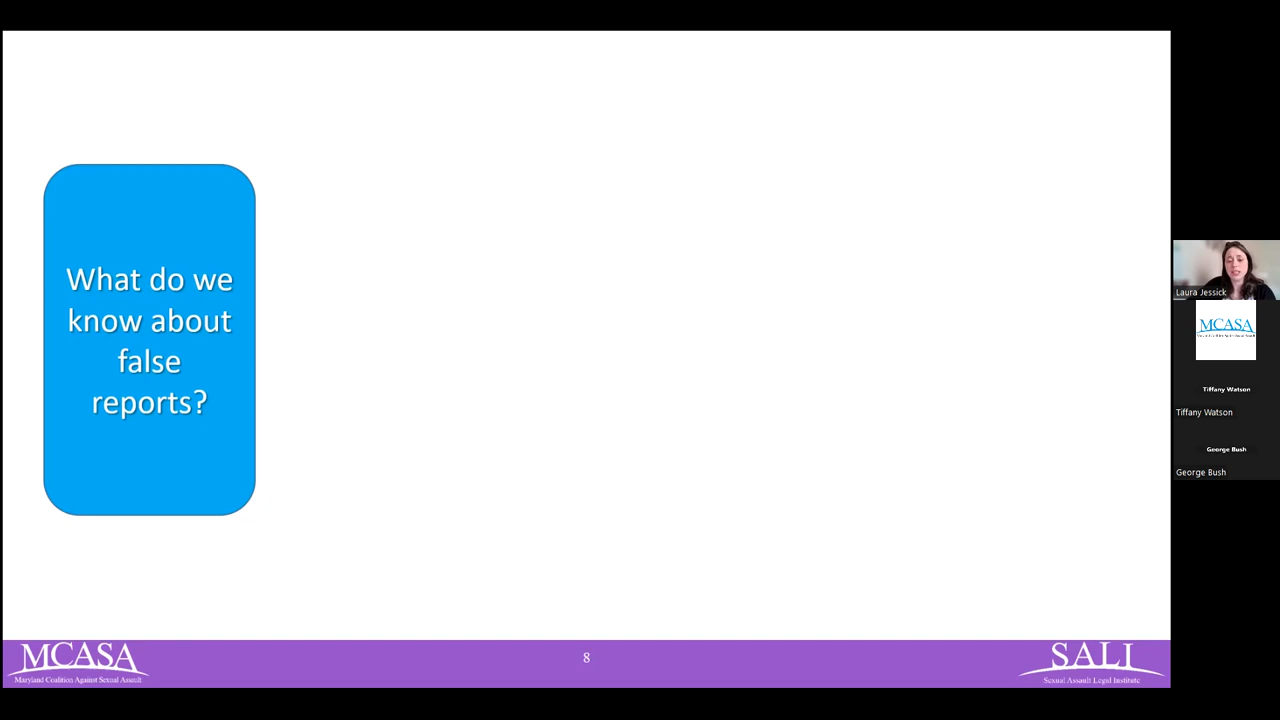 What do we
know about
false
reports?
Laura Jessick
MCASA
Tiffany Watson
Tiffany Watson
George Bush
George Bush
MCASA
Maryland Coalition Against Sexual Assault
8
SALI
Sexual Assault Legal Institute